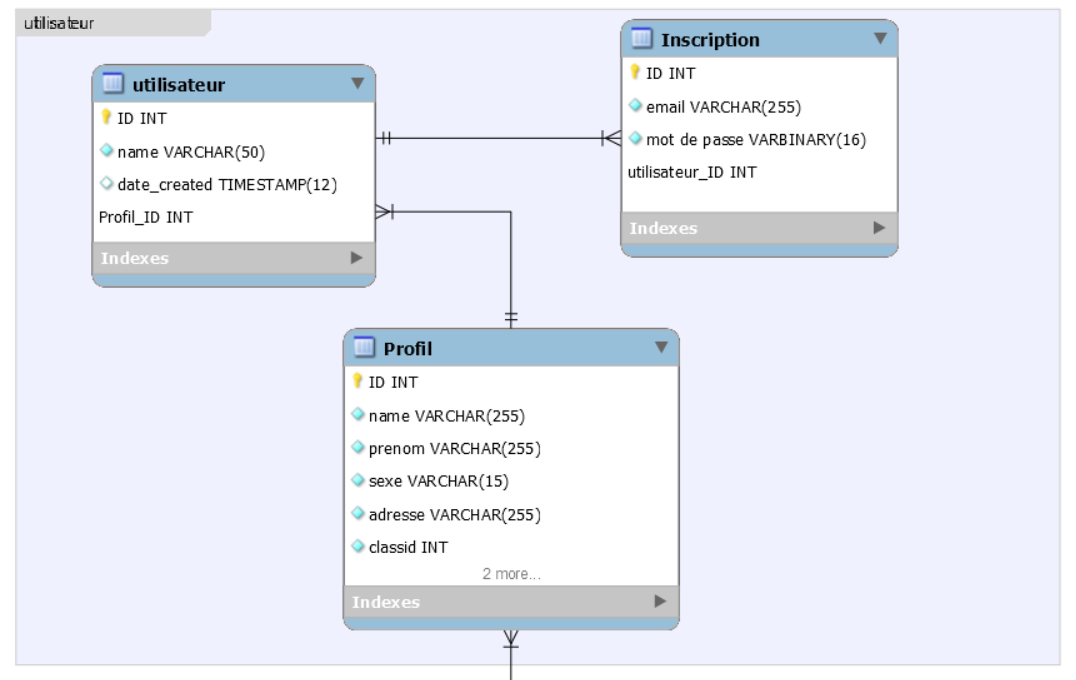 utilisateur
utilisateur
ID INT
name VARCHAR(50)
date_created TIMESTAMP(12)
Profil_ID INT
Indexes
Inscription
ID INT
email VARCHAR(255)
mot de passe VARBINARY(16)
utilisateur_ID INT
Indexes
Profil
ID INT
name VARCHAR(255)
prenom VARCHAR(255)
sexe VARCHAR(15)
adresse VARCHAR(255)
classid INT
2 more...
Indexes